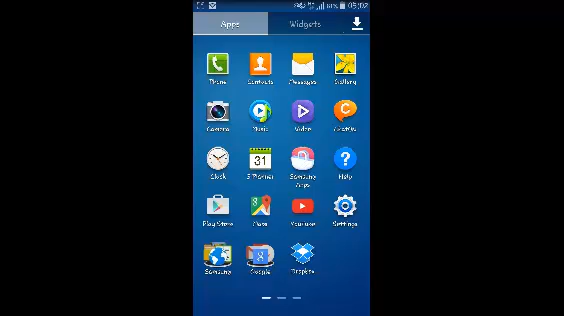 81% 09:02
Apps Widgets
Phone Contacts Messages Gallery
Camera Music Video ChatOn
Clock S Planner Samsung Apps Help
31
Play Store Maps YouTube Settings
Samsung Google Dropbox